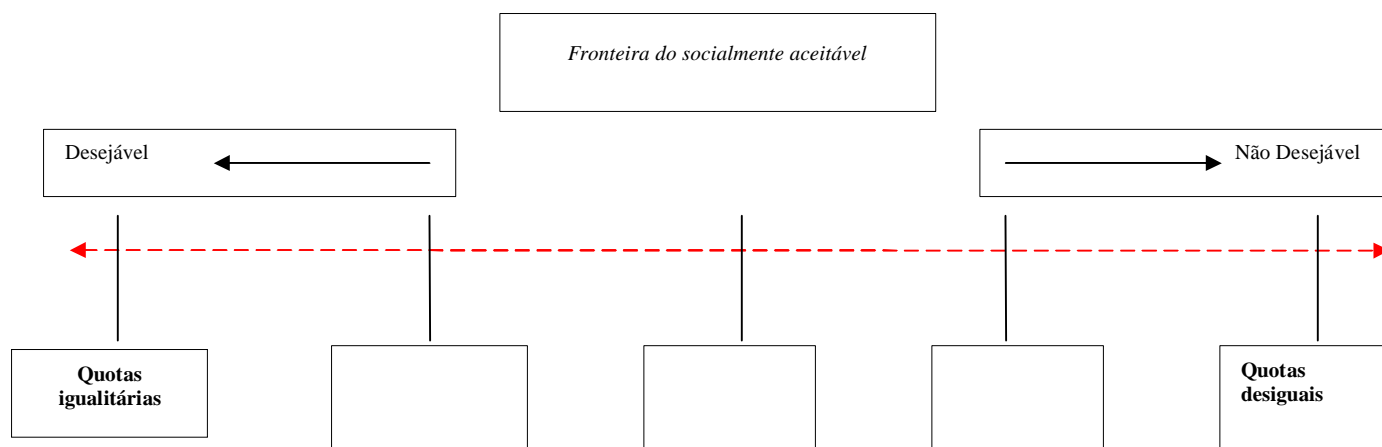 Fronteira do socialmente aceitável
Desejável
Não Desejável
Quotas
igualitárias
Quotas
desiguais